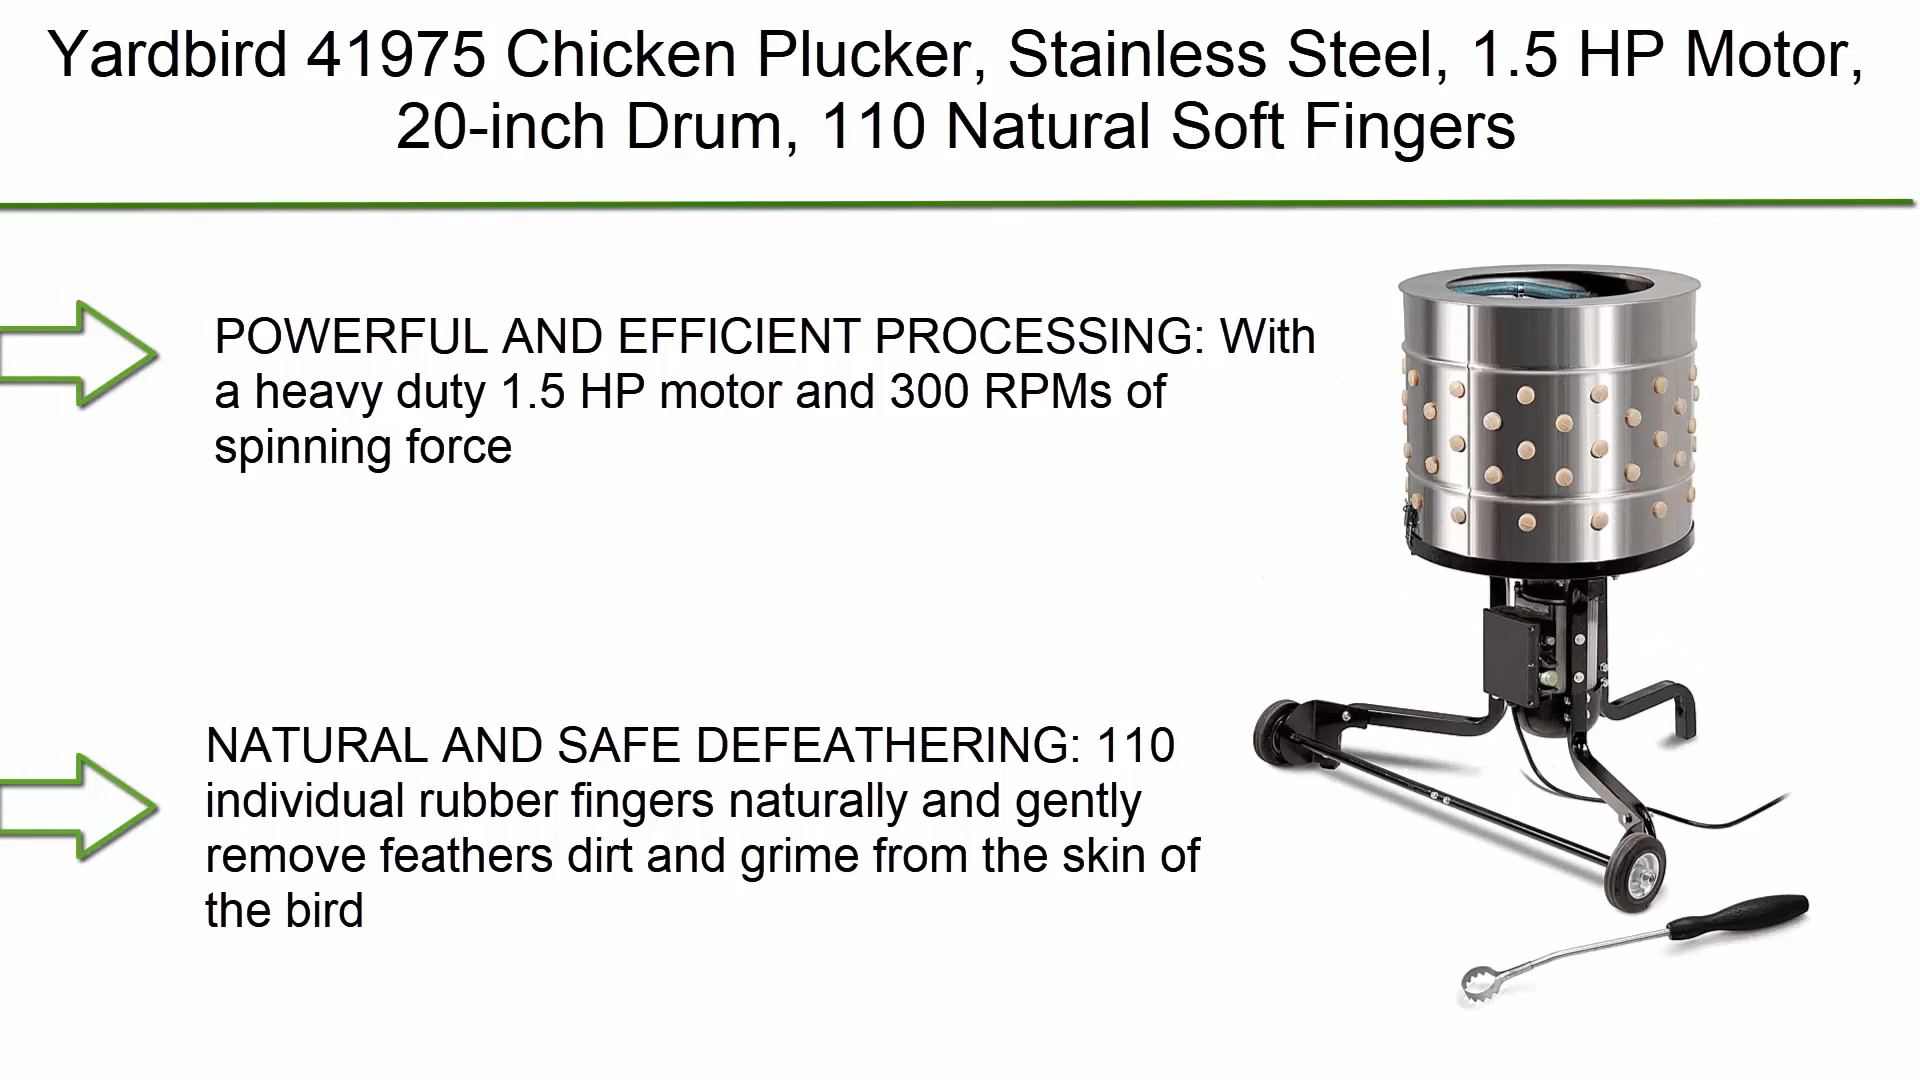 Yardbird 41975 Chicken Plucker, Stainless Steel, 1.5 HP Motor,
20-inch Drum, 110 Natural Soft Fingers
POWERFUL AND EFFICIENT PROCESSING: With
a heavy duty 1.5 HP motor and 300 RPMs of
spinning force
NATURAL AND SAFE DEFEATHERING: 110
individual rubber fingers naturally and gently
remove feathers dirt and grime from the skin of
the bird